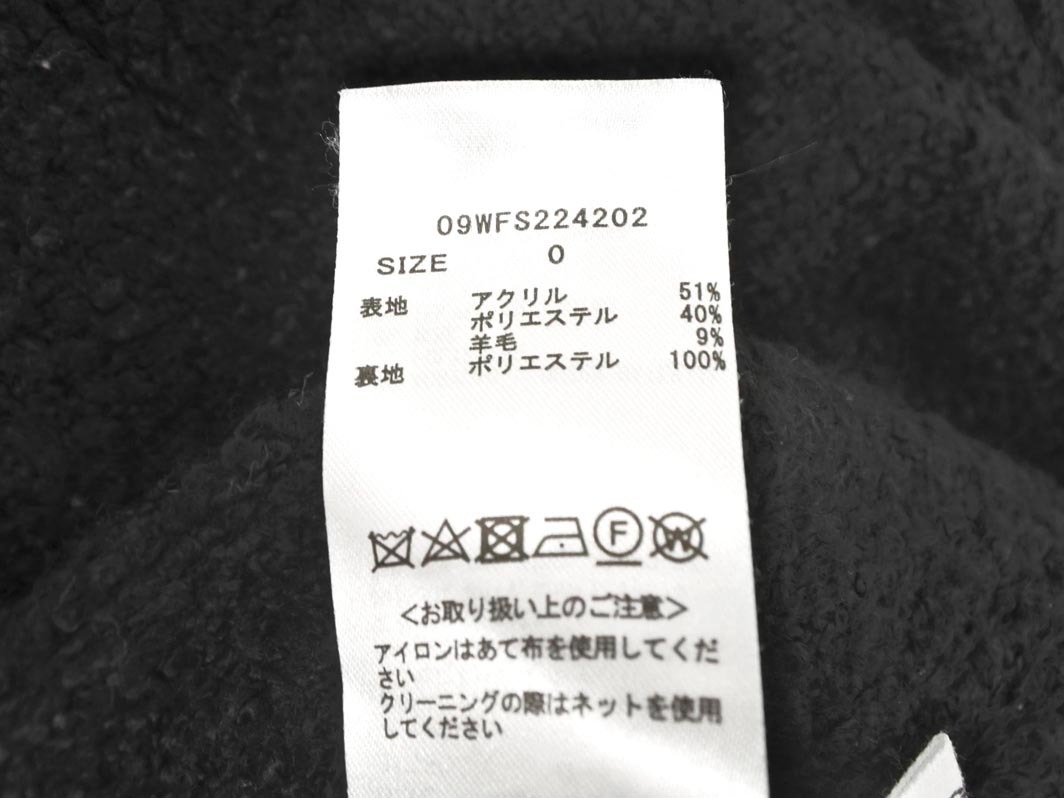 09WFS224202
SIZE 0
表地 アクリル 51%
ポリエステル 40%
羊毛 9%
裏地 ポリエステル 100%
F W
<お取り扱い上のご注意>
アイロンはあて布を使用してくだ
さい
クリーニングの際はネットを使用
してください